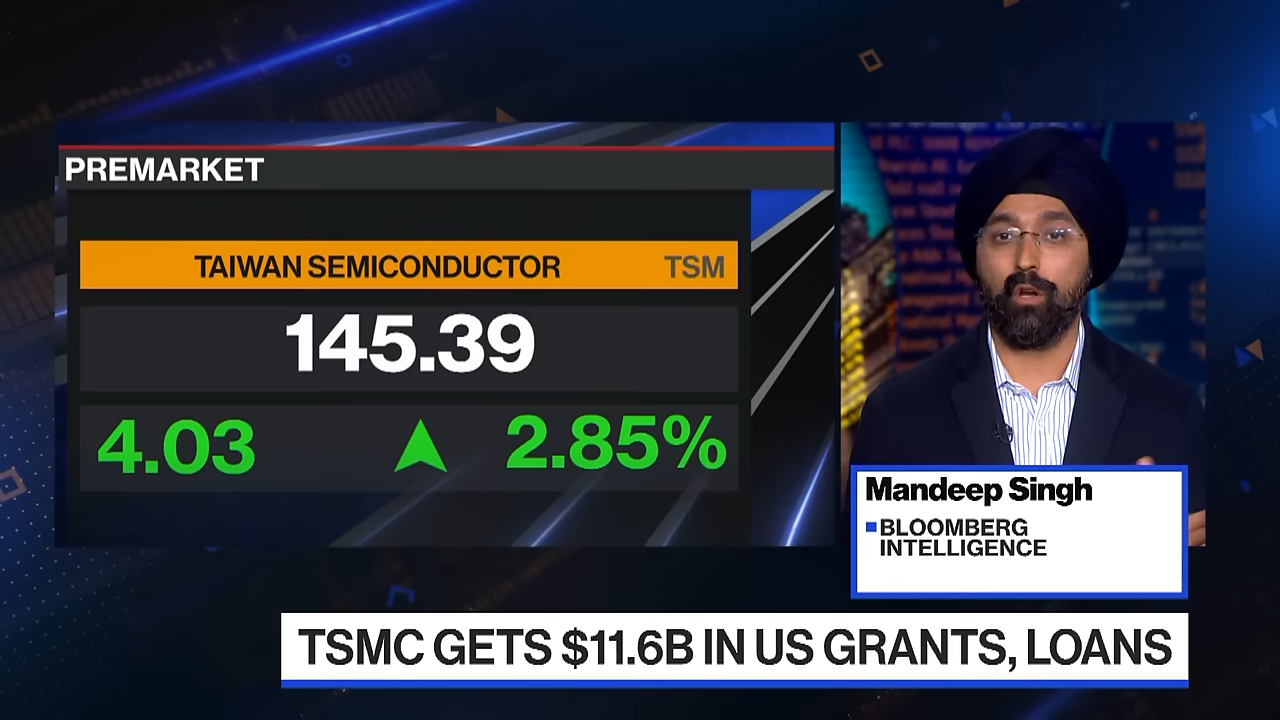 PREMARKET
TAIWAN SEMICONDUCTOR TSM
145.39
4.03 2.85%
Mandeep Singh
BLOOMBERG
INTELLIGENCE
TSMC GETS $11.6B IN US GRANTS, LOANS